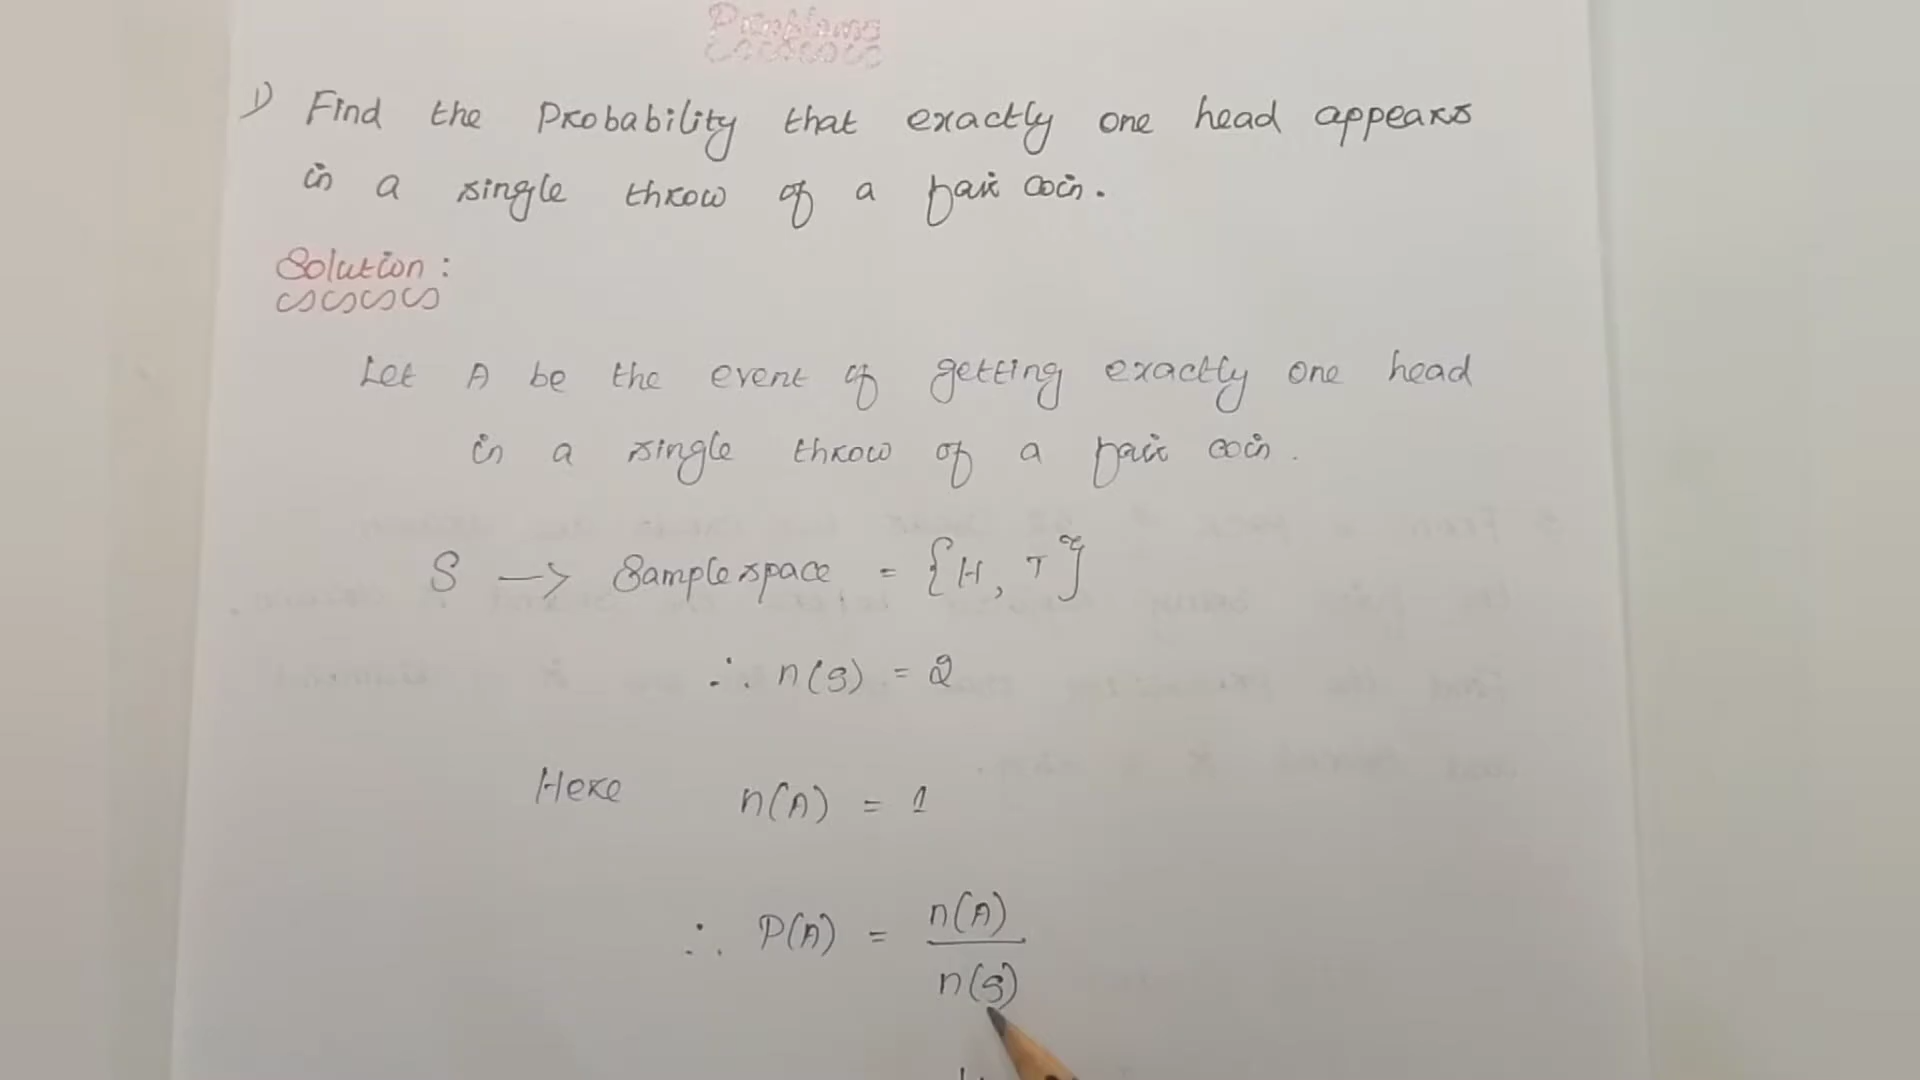 Problems
1) Find the Probability that exactly one head appears
in a single throw of a fair coin.
Solution :
Let A be the event of getting exactly one head
in a single throw of a fair coin.
S → Sample space = {H, T}
∴ n(S) = 2
Here n(A) = 1
∴ P(A) = n(A)
n(S)